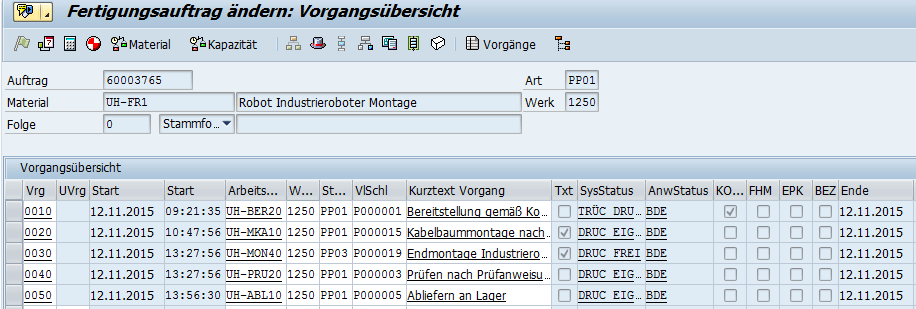 Fertigungsauftrag ändern: Vorgangsübersicht
Material Kapazität Vorgänge
Auftrag 60003765 Art PP01
Material UH-FR1 Robot Industrieroboter Montage Werk 1250
Folge 0 Stammfo...
Vorgangsübersicht
Vrg UVrg Start Start Arbeits... W... St... VlSchl Kurztext Vorgang Txt SysStatus AnwStatus KO... FHM EPK BEZ Ende
0010 12.11.2015 09:21:35 UH-BER20 1250 PP01 P000001 Bereitstellung gemäß Ko... TRÜC DRU... BDE 12.11.2015
0020 12.11.2015 10:47:56 UH-MKA10 1250 PP01 P000015 Kabelbaummontage nach... DRUC EIG... BDE 12.11.2015
0030 12.11.2015 13:27:56 UH-MON40 1250 PP03 P000019 Endmontage Industriero... DRUC FREI BDE 12.11.2015
0040 12.11.2015 13:27:56 UH-PRU20 1250 PP01 P000003 Prüfen nach Prüfanweisu... DRUC EIG... BDE 12.11.2015
0050 12.11.2015 13:56:30 UH-ABL10 1250 PP01 P000005 Abliefern an Lager DRUC EIG... BDE 12.11.2015